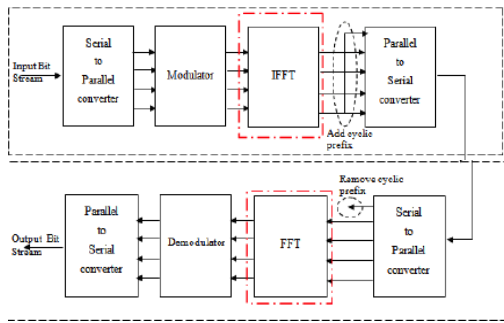 Serial
to
Parallel
converter
Input Bit
Stream
Modulator
IFFT
Parallel
to
Serial
converter
Add cyclic
prefix
Remove cyclic
prefix
Parallel
to
Serial
converter
Output Bit
Stream
Demodulator
FFT
Serial
to
Parallel
converter